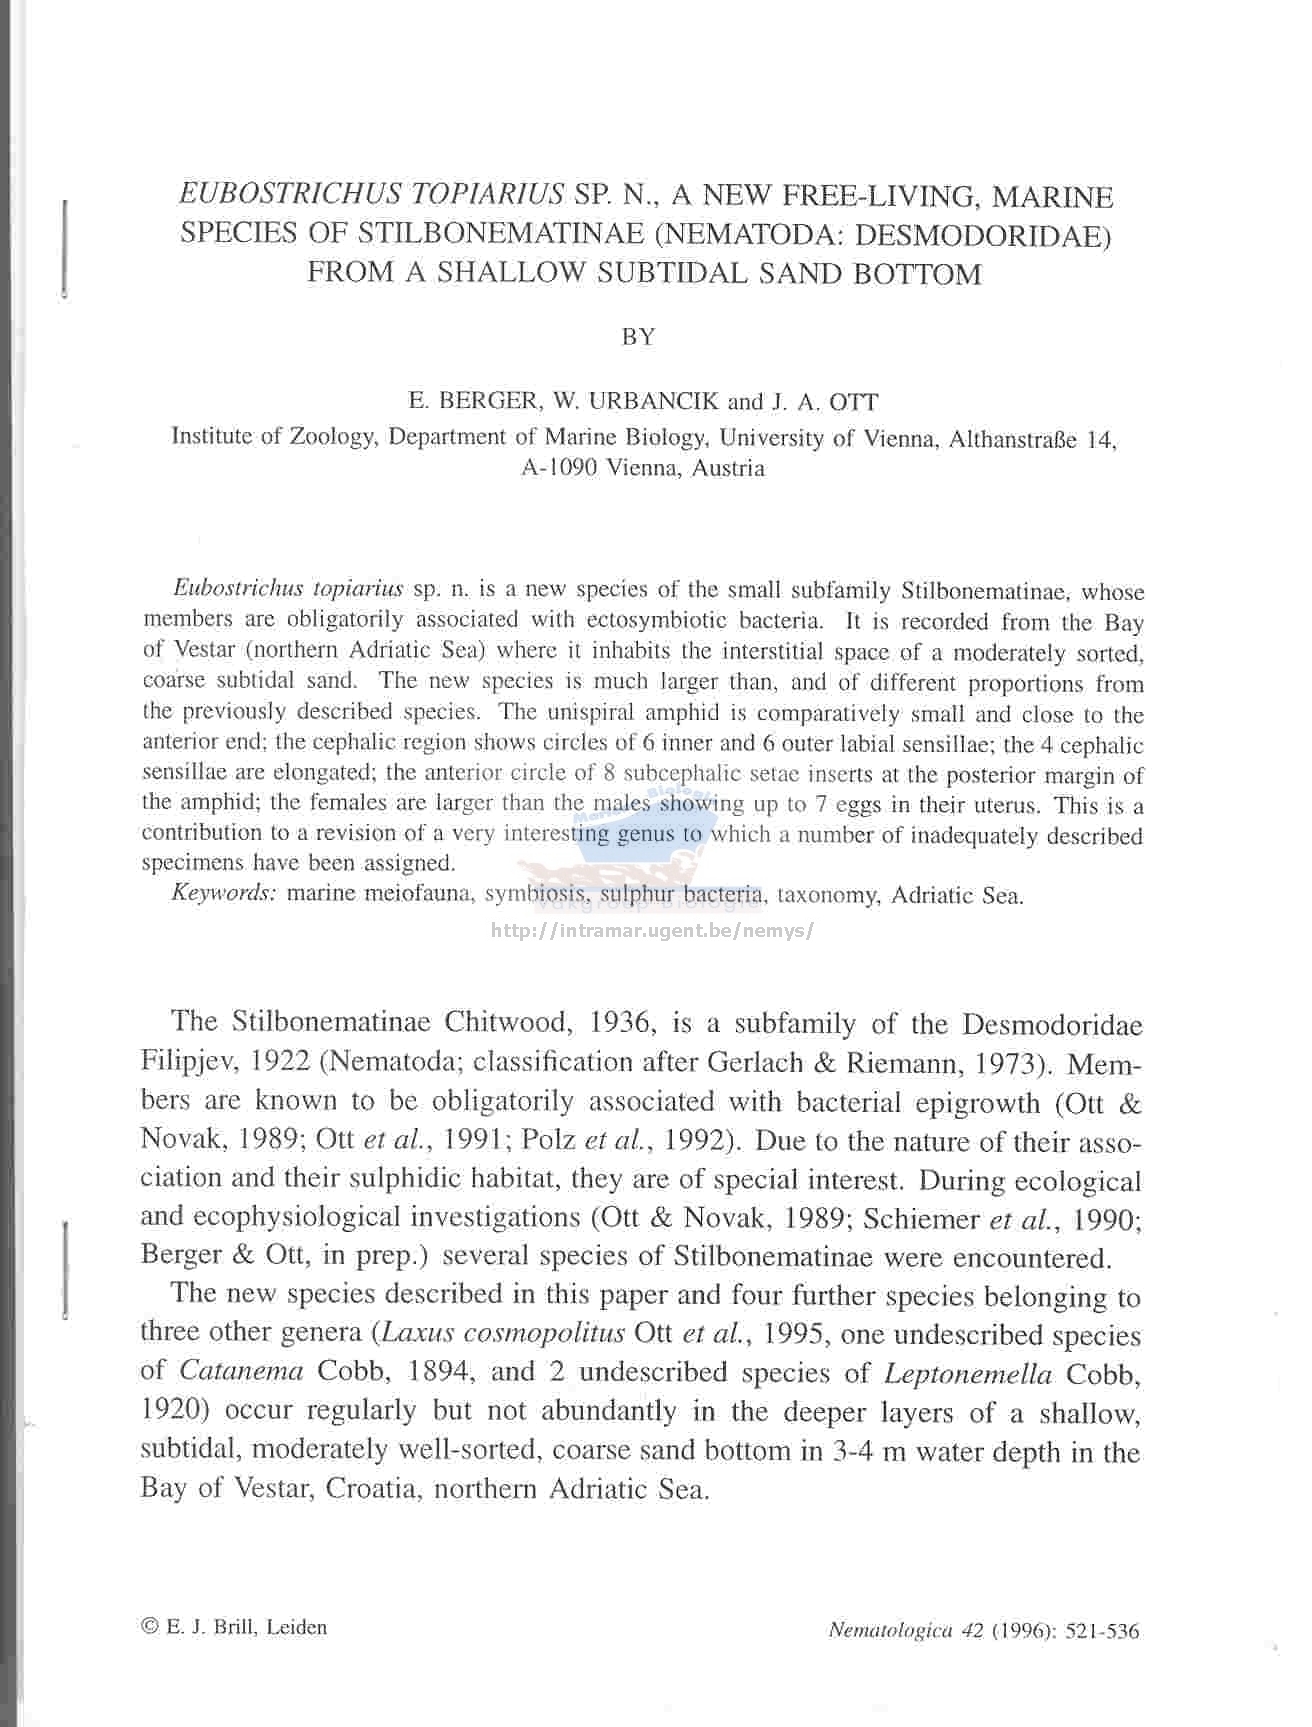 EUBOSTRICHUS TOPIARIUS SP. N., A NEW FREE-LIVING, MARINE
SPECIES OF STILBONEMATINAE (NEMATODA: DESMODORIDAE)
FROM A SHALLOW SUBTIDAL SAND BOTTOM
BY
E. BERGER, W. URBANCIK and J. A. OTT
Institute of Zoology, Department of Marine Biology, University of Vienna, Althanstraße 14,
A-1090 Vienna, Austria
Eubostrichus topiarius sp. n. is a new species of the small subfamily Stilbonematinae, whose
members are obligatorily associated with ectosymbiotic bacteria. It is recorded from the Bay
of Vestar (northern Adriatic Sea) where it inhabits the interstitial space of a moderately sorted,
coarse subtidal sand. The new species is much larger than, and of different proportions from
the previously described species. The unispiral amphid is comparatively small and close to the
anterior end; the cephalic region shows circles of 6 inner and 6 outer labial sensillae; the 4 cephalic
sensillae are elongated; the anterior circle of 8 subcephalic setae inserts at the posterior margin of
the amphid; the females are larger than the males showing up to 7 eggs in their uterus. This is a
contribution to a revision of a very interesting genus to which a number of inadequately described
specimens have been assigned.
Keywords: marine meiofauna, symbiosis, sulphur bacteria, taxonomy, Adriatic Sea.
Vakgroep Biologie
http://intramar.ugent.be/nemys/
The Stilbonematinae Chitwood, 1936, is a subfamily of the Desmodoridae
Filipjev, 1922 (Nematoda; classification after Gerlach & Riemann, 1973). Mem-
bers are known to be obligatorily associated with bacterial epigrowth (Ott &
Novak, 1989; Ott et al., 1991; Polz et al., 1992). Due to the nature of their asso-
ciation and their sulphidic habitat, they are of special interest. During ecological
and ecophysiological investigations (Ott & Novak, 1989; Schiemer et al., 1990;
Berger & Ott, in prep.) several species of Stilbonematinae were encountered.
The new species described in this paper and four further species belonging to
three other genera (Laxus cosmopolitus Ott et al., 1995, one undescribed species
of Catanema Cobb, 1894, and 2 undescribed species of Leptonemella Cobb,
1920) occur regularly but not abundantly in the deeper layers of a shallow,
subtidal, moderately well-sorted, coarse sand bottom in 3-4 m water depth in the
Bay of Vestar, Croatia, northern Adriatic Sea.
© E. J. Brill, Leiden
Nematologica 42 (1996): 521-536